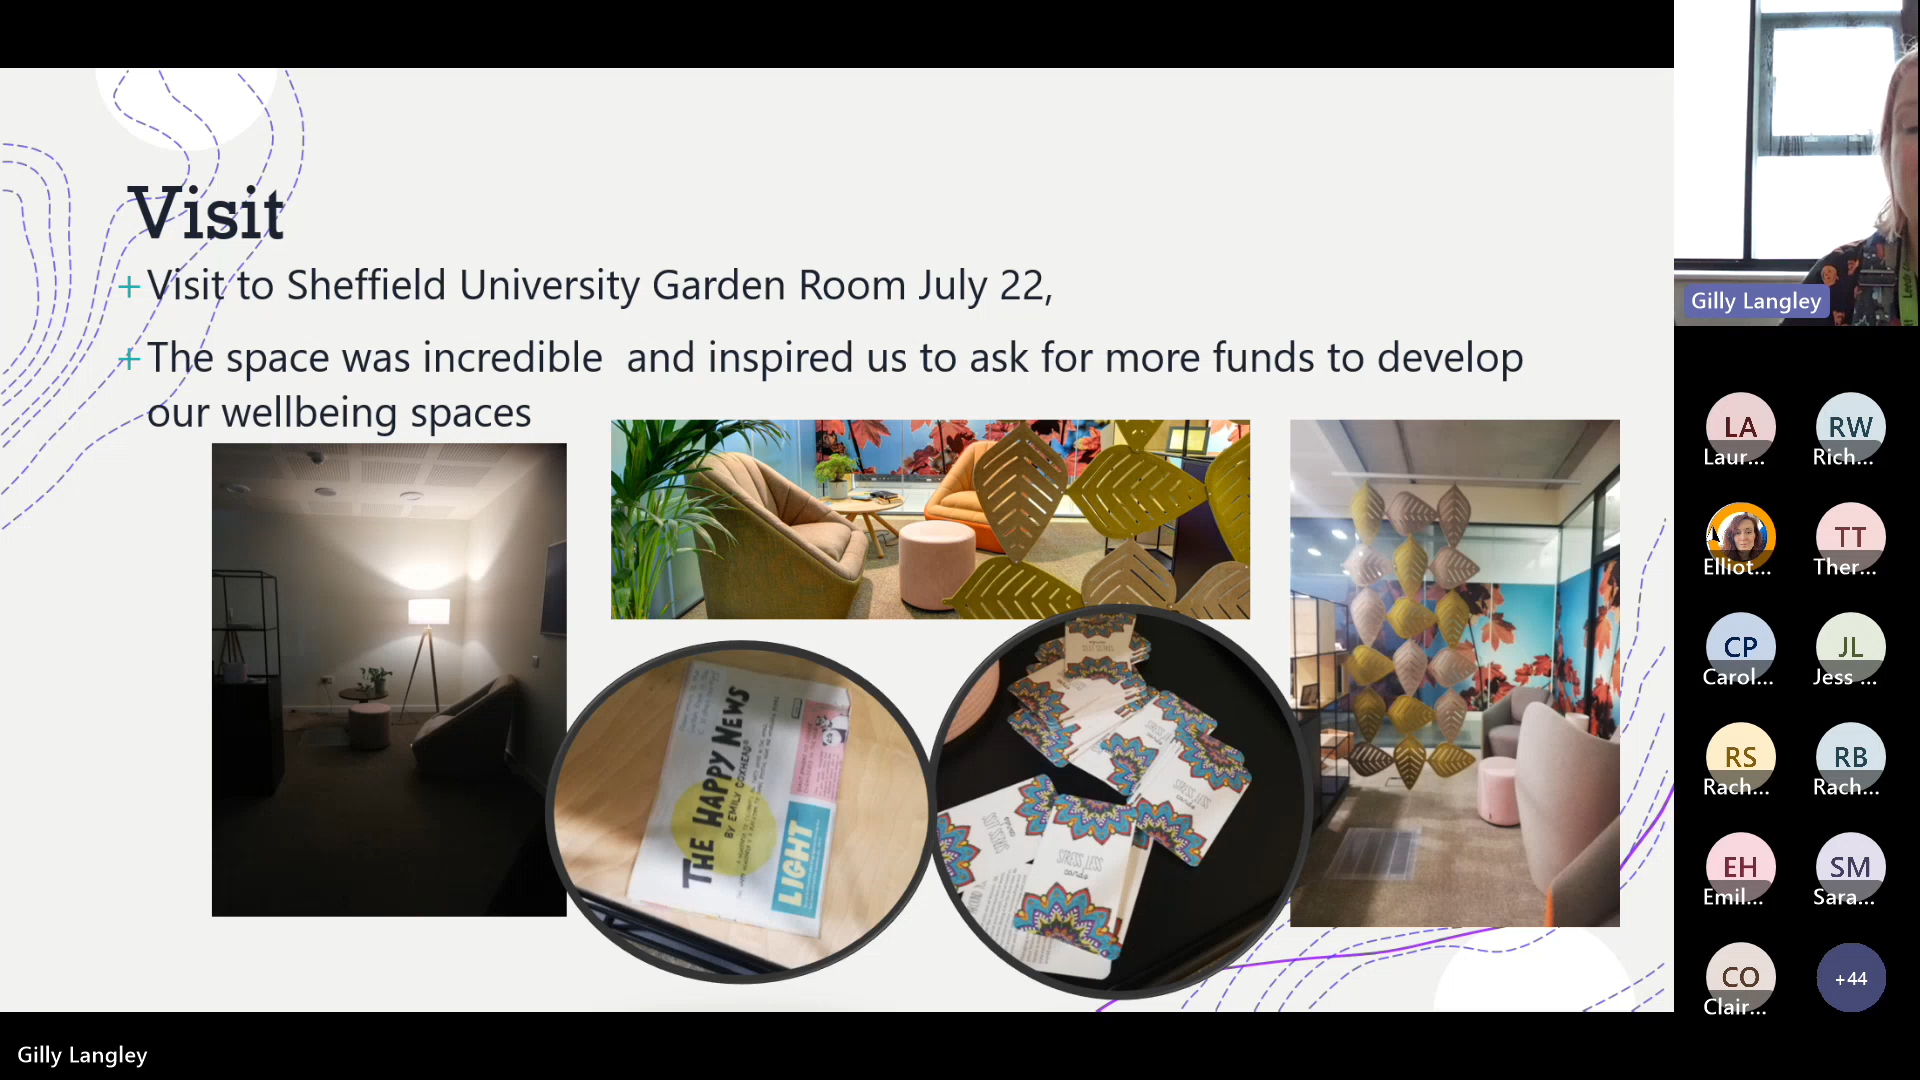 Visit
+ Visit to Sheffield University Garden Room July 22,
+ The space was incredible  and inspired us to ask for more funds to develop
our wellbeing spaces
THE HAPPY NEWS
BY EMILY COXHEAD
LIGHT
STRESS LESS
cards
Gilly Langley
LA
Laur...
RW
Rich...
Elliot...
TT
Ther...
CP
Carol...
JL
Jess ...
RS
Rach...
RB
Rach...
EH
Emil...
SM
Sara...
CO
Clair...
+44
Gilly Langley